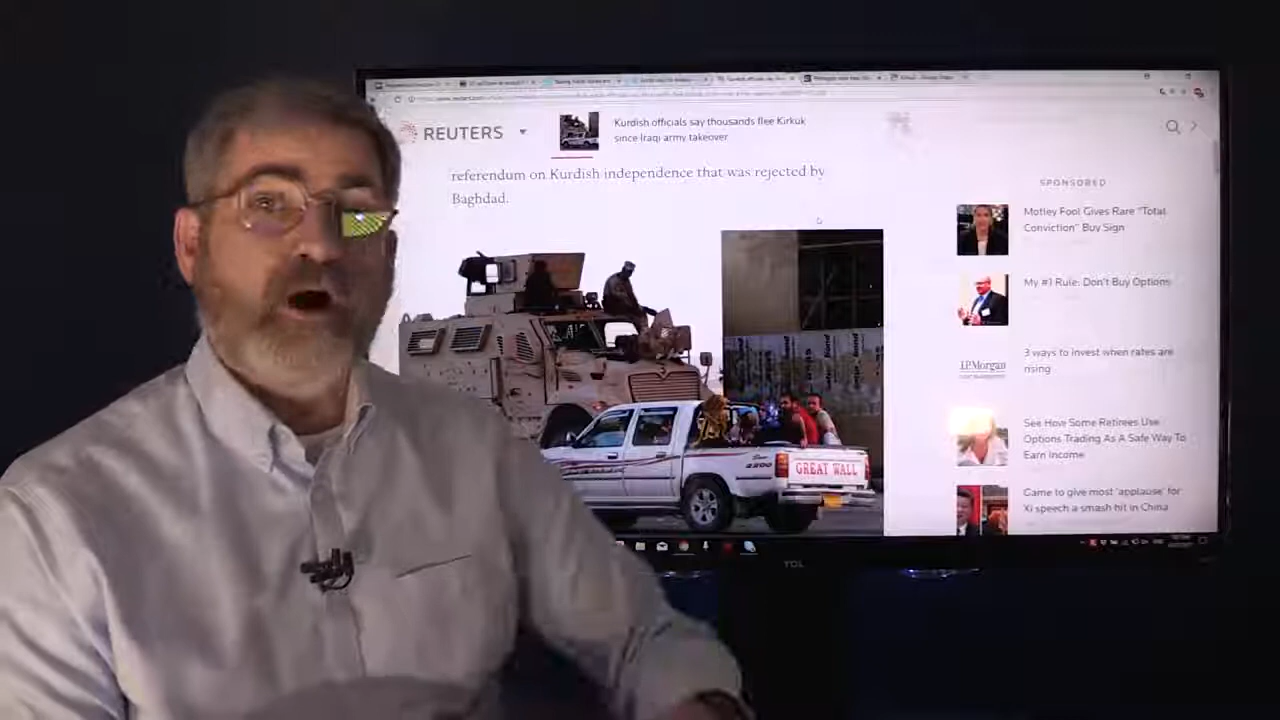 REUTERS
Kurdish officials say thousands flee Kirkuk
since Iraqi army takeover
referendum on Kurdish independence that was rejected by
Baghdad.
SPONSORED
Motley Fool Gives Rare "Total
Conviction" Buy Sign
My #1 Rule: Don't Buy Options
J.P.Morgan
3 ways to invest when rates are
rising
See How Some Retirees Use
Options Trading As A Safe Way To
Earn Income
Game to give most 'applause' for
Xi speech a smash hit in China
2200
GREAT WALL
TCL